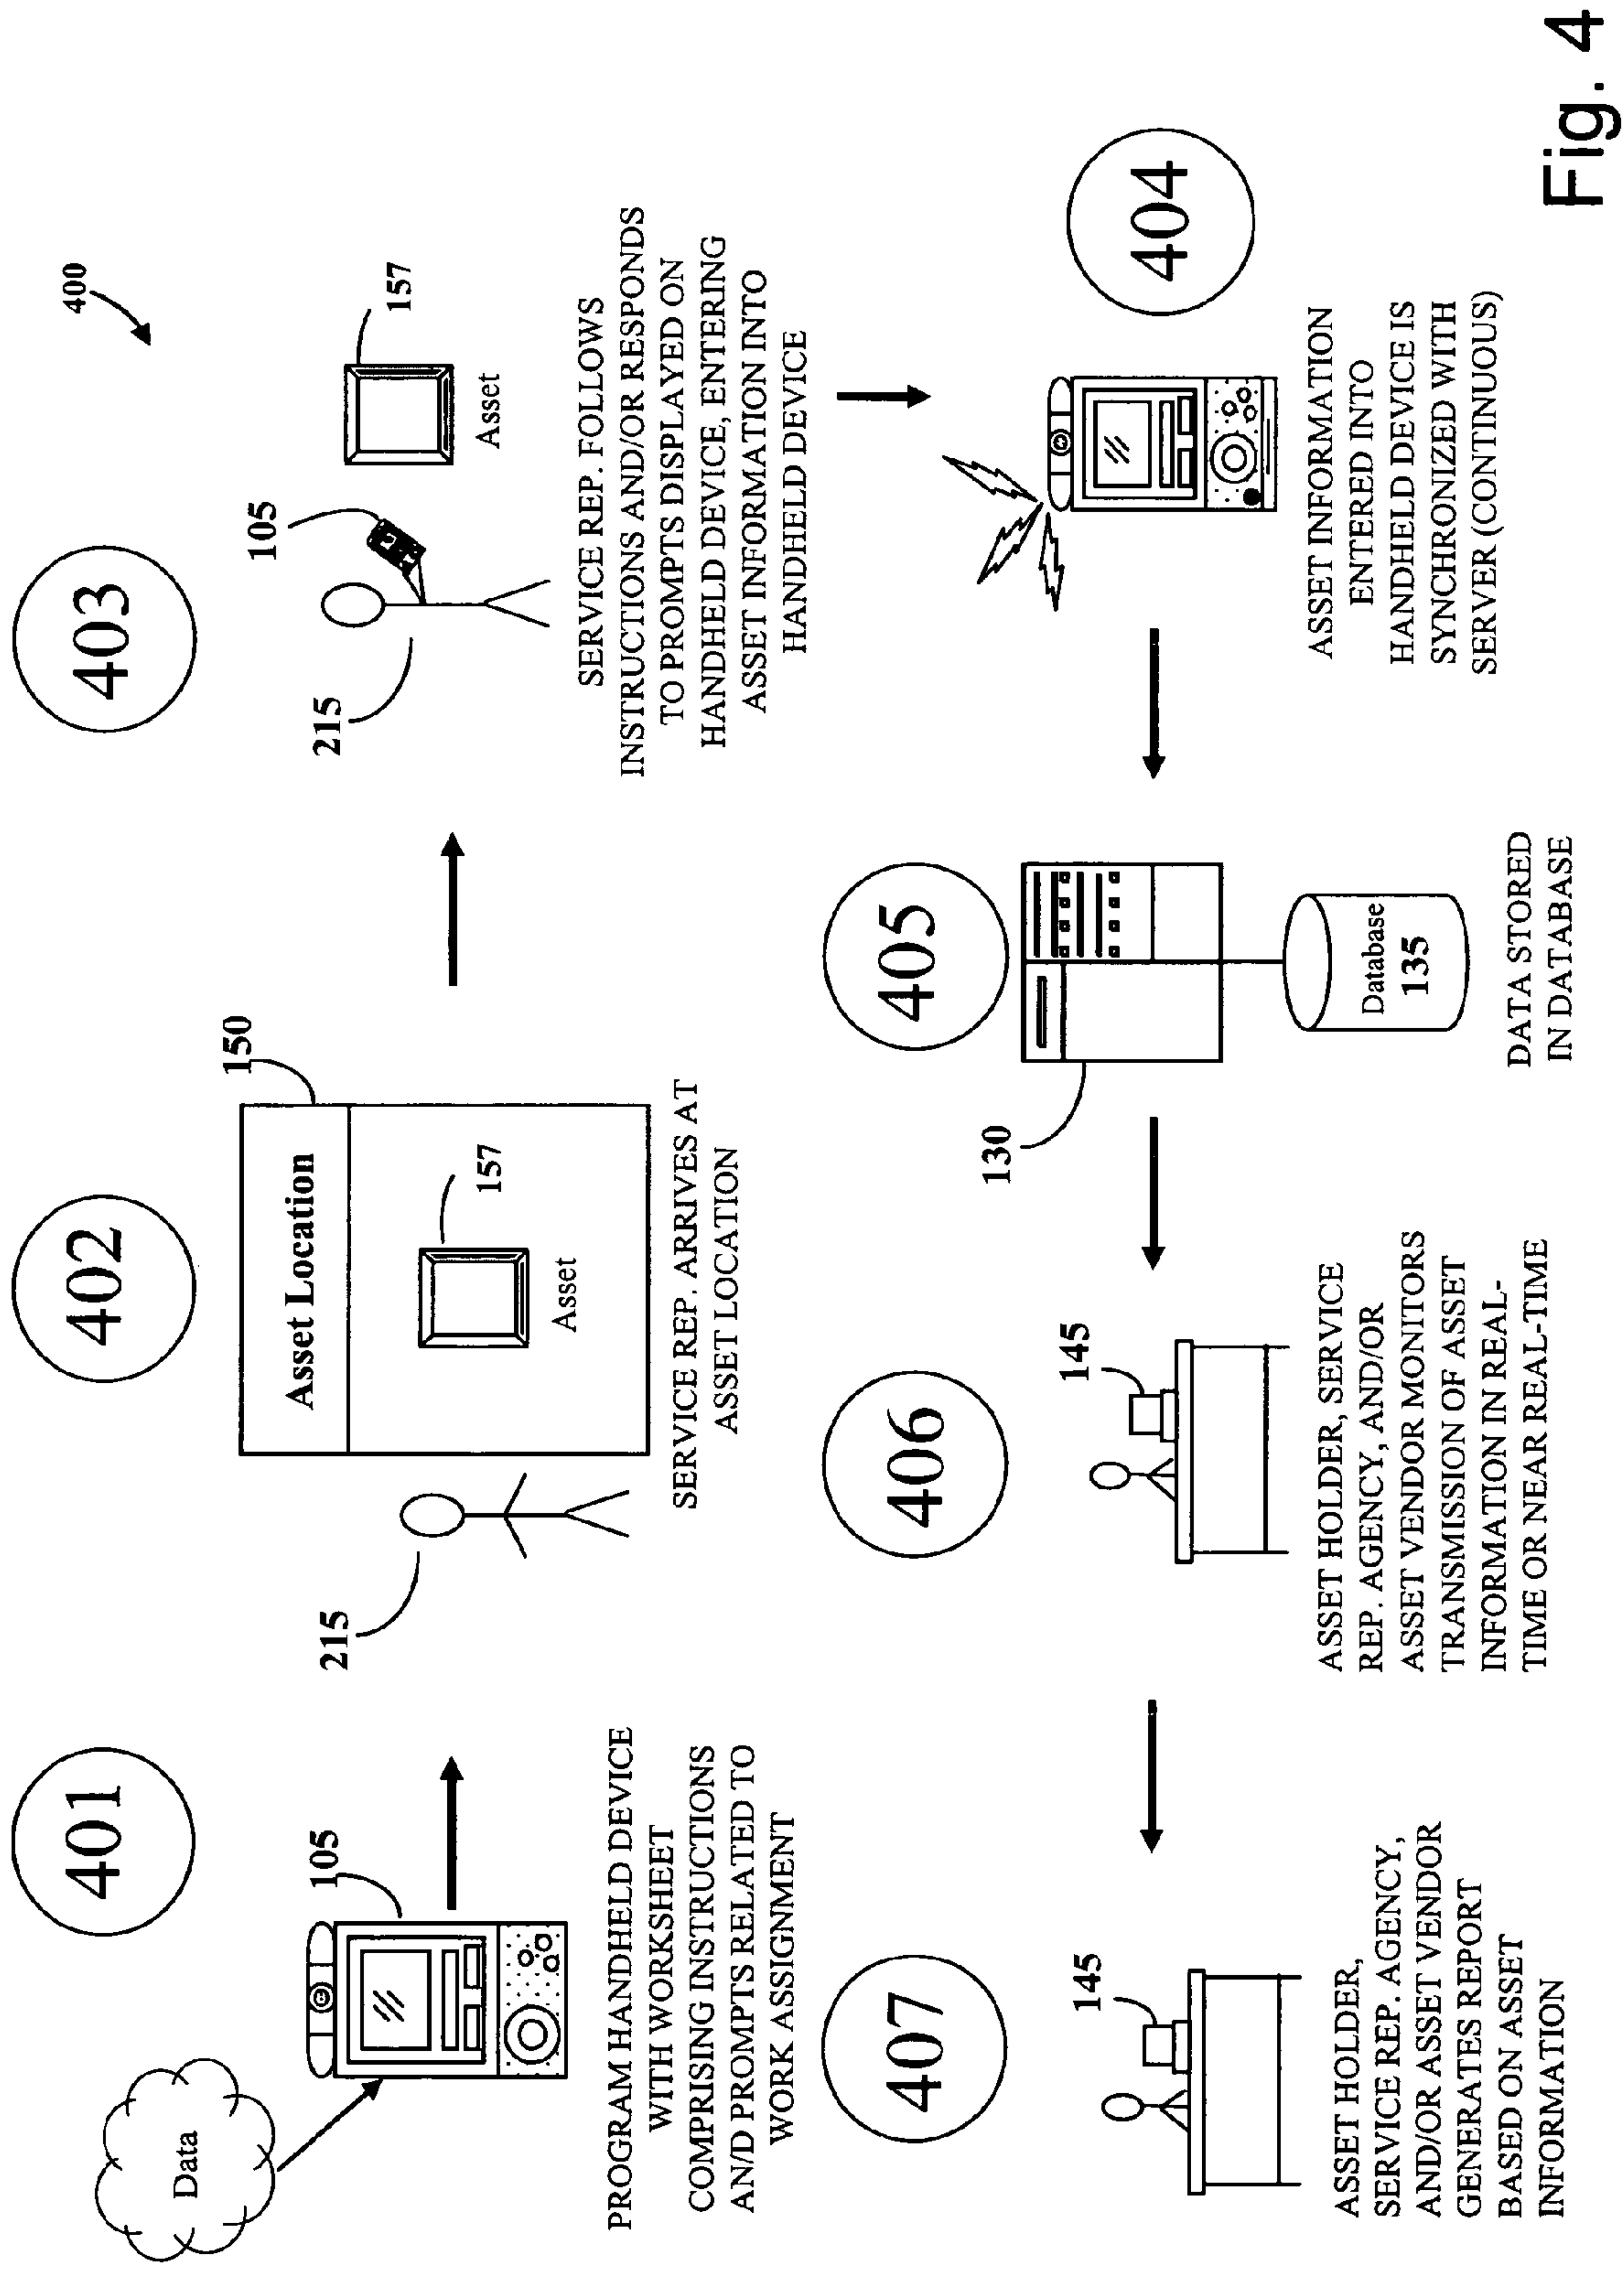 400
401
Data
105
PROGRAM HANDHELD DEVICE
WITH WORKSHEET
COMPRISING INSTRUCTIONS
AN/D PROMPTS RELATED TO
WORK ASSIGNMENT
402
215
Asset Location
150
157
Asset
SERVICE REP. ARRIVES AT
ASSET LOCATION
403
215
105
157
Asset
SERVICE REP. FOLLOWS
INSTRUCTIONS AND/OR RESPONDS
TO PROMPTS DISPLAYED ON
HANDHELD DEVICE, ENTERING
ASSET INFORMATION INTO
HANDHELD DEVICE
404
ASSET INFORMATION
ENTERED INTO
HANDHELD DEVICE IS
SYNCHRONIZED WITH
SERVER (CONTINUOUS)
405
130
Database
135
DATA STORED
IN DATABASE
406
145
ASSET HOLDER, SERVICE
REP. AGENCY, AND/OR
ASSET VENDOR MONITORS
TRANSMISSION OF ASSET
INFORMATION IN REAL-
TIME OR NEAR REAL-TIME
407
145
ASSET HOLDER,
SERVICE REP. AGENCY,
AND/OR ASSET VENDOR
GENERATES REPORT
BASED ON ASSET
INFORMATION
Fig. 4